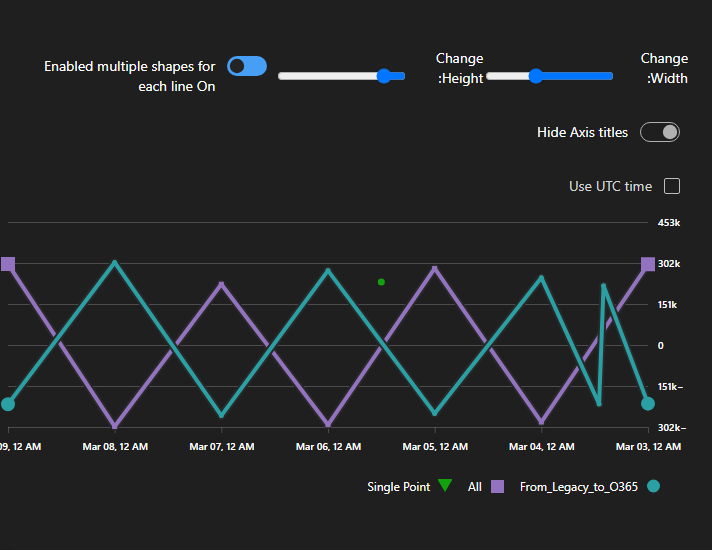 Enabled multiple shapes for
each line On
Change
:Height
Change
:Width
Hide Axis titles
Use UTC time
453k
302k
151k
0
151k−
302k−
09, 12 AM
Mar 08, 12 AM
Mar 07, 12 AM
Mar 06, 12 AM
Mar 05, 12 AM
Mar 04, 12 AM
Mar 03, 12 AM
Single Point
All
From_Legacy_to_O365